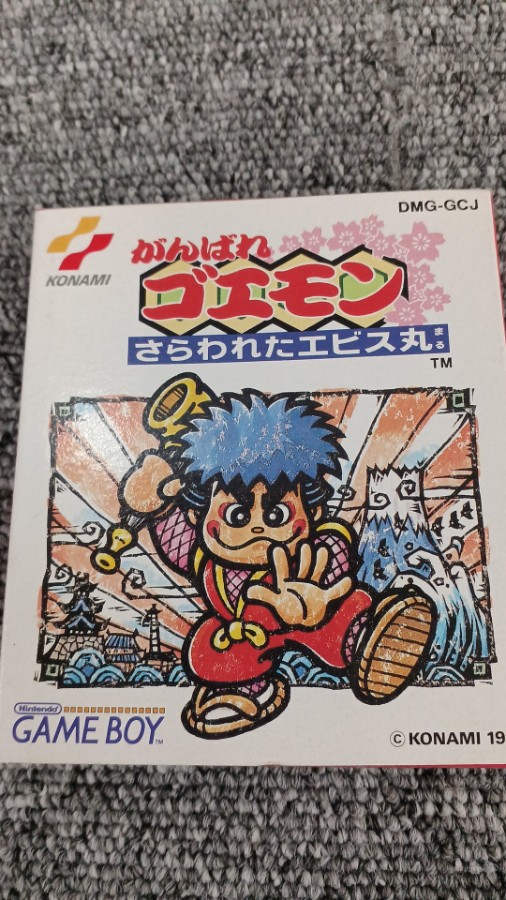 DMG-GCJ
KONAMI
がんばれ
ゴエモン
さらわれたエビス丸
まる
TM
Nintendo
GAME BOY TM
© KONAMI 19